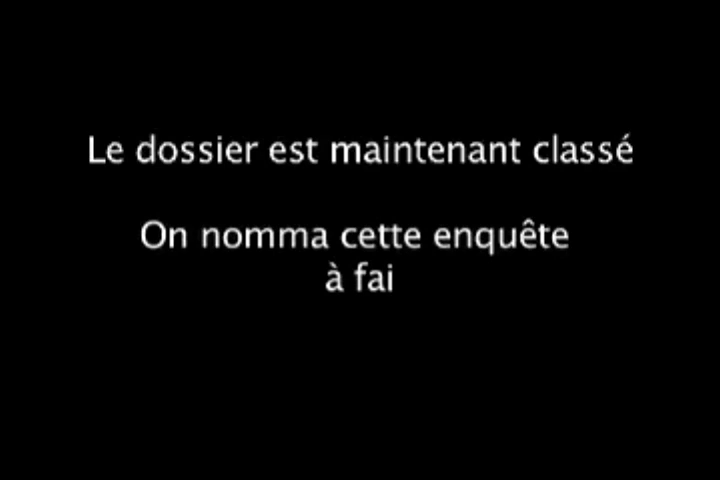 Le dossier est maintenant classé
On nomma cette enquête
à fai